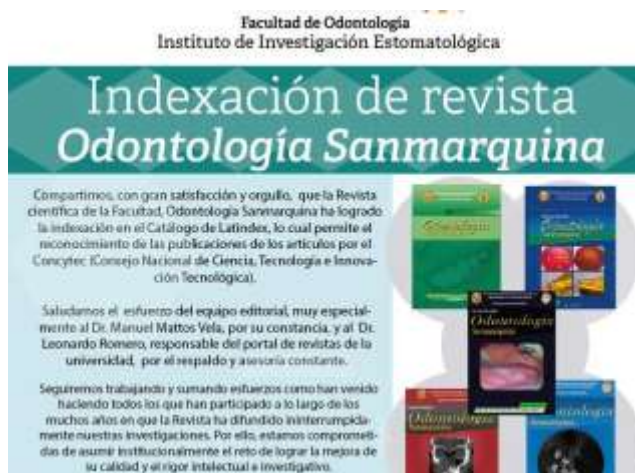 Facultad de Odontología
Instituto de Investigación Estomatológica
Indexación de revista
Odontología Sanmarquina
Compartimos, con gran satisfacción y orgullo, que la Revista
científica de la Facultad, Odontología Sanmarquina ha logrado
la indexación en el Catálogo de Latindex, lo cual permite el
reconocimiento de las publicaciones de los artículos por el
Concytec (Consejo Nacional de Ciencia, Tecnología e Innova-
ción Tecnológica).
Saludamos el esfuerzo del equipo editorial, muy especial-
mente al Dr. Manuel Mattos Vela, por su constancia, y al Dr.
Leonardo Romero, responsable del portal de revistas de la
universidad, por el respaldo y asesoría constante.
Seguiremos trabajando y sumando esfuerzos como han venido
haciendo todos los que han participado a lo largo de los
muchos años en que la Revista ha difundido ininterrumpida-
mente nuestras investigaciones. Por ello, estamos comprometi-
das de asumir institucionalmente el reto de lograr la mejora de
su calidad y el rigor intelectual e investigativo.
Odontología
Odontología
Odontología